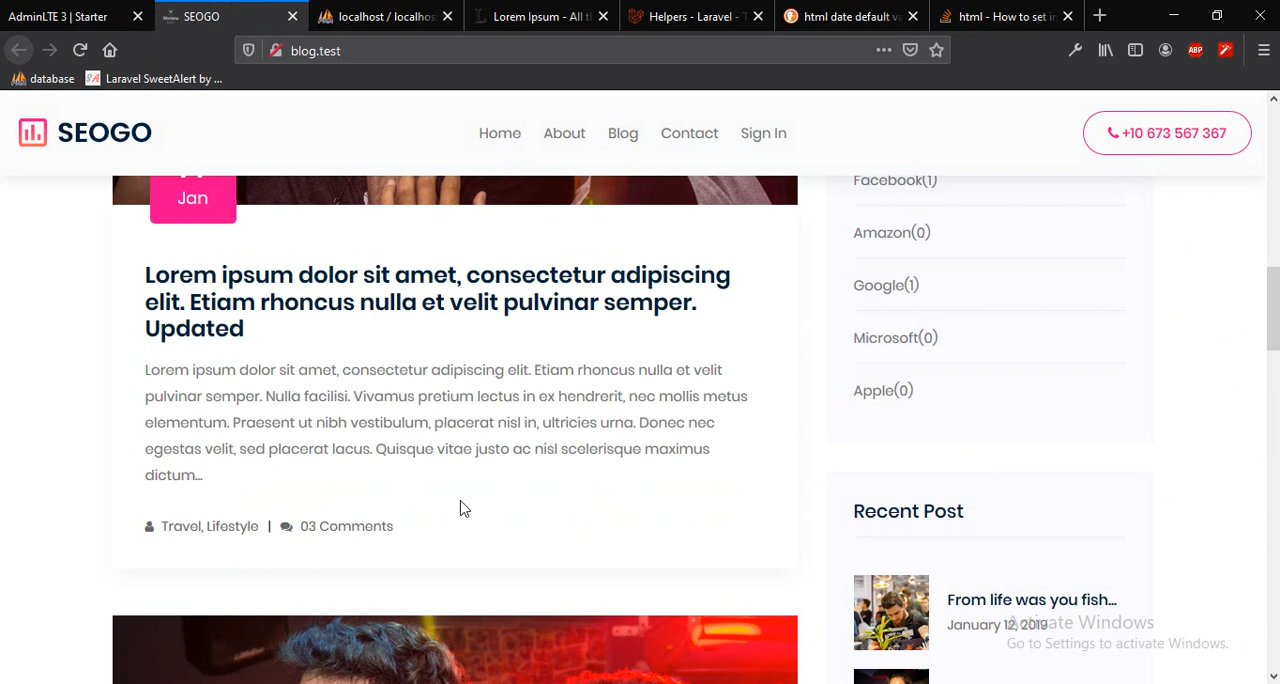 AdminLTE 3 | Starter
SEOGO
localhost / localhos
Lorem Ipsum - All t
Helpers - Laravel - T
html date default va
html - How to set in
blog.test
ABP
database
Laravel SweetAlert by ...
SEOGO
Home
About
Blog
Contact
Sign In
+10 673 567 367
Jan
Lorem ipsum dolor sit amet, consectetur adipiscing
elit. Etiam rhoncus nulla et velit pulvinar semper.
Updated
Lorem ipsum dolor sit amet, consectetur adipiscing elit. Etiam rhoncus nulla et velit
pulvinar semper. Nulla facilisi. Vivamus pretium lectus in ex hendrerit, nec mollis metus
elementum. Praesent ut nibh vestibulum, placerat nisl in, ultricies urna. Donec nec
egestas velit, sed placerat lacus. Quisque vitae justo ac nisl scelerisque maximus
dictum...
Travel, Lifestyle | 03 Comments
Facebook(1)
Amazon(0)
Google(1)
Microsoft(0)
Apple(0)
Recent Post
From life was you fish...
January 12, 2019
Activate Windows
Go to Settings to activate Windows.